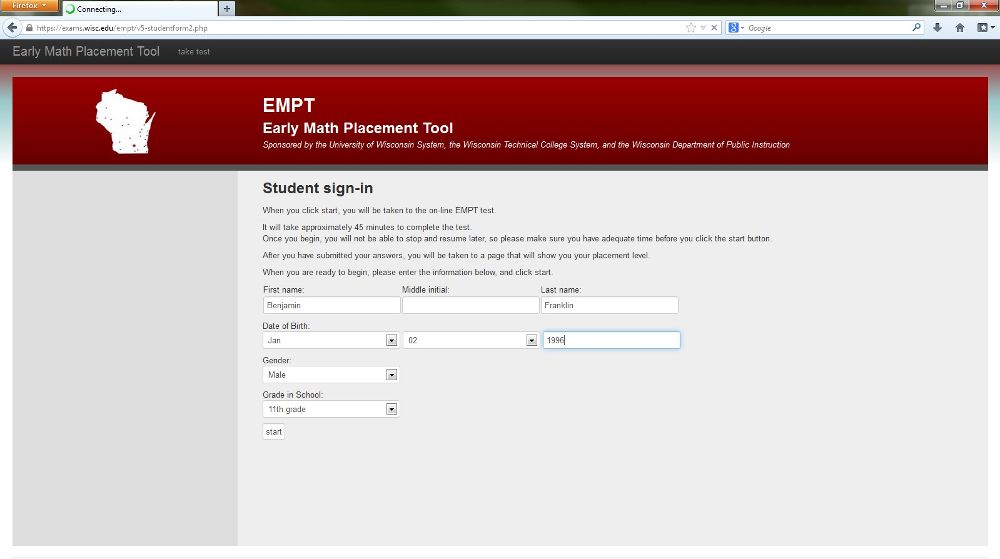 Firefox
Connecting...
https://exams.wisc.edu/empt/v5-studentform2.php
Google
Early Math Placement Tool
take test
EMPT
Early Math Placement Tool
Sponsored by the University of Wisconsin System, the Wisconsin Technical College System, and the Wisconsin Department of Public Instruction
Student sign-in
When you click start, you will be taken to the on-line EMPT test.
It will take approximately 45 minutes to complete the test.
Once you begin, you will not be able to stop and resume later, so please make sure you have adequate time before you click the start button.
After you have submitted your answers, you will be taken to a page that will show you your placement level.
When you are ready to begin, please enter the information below, and click start.
First name: Middle initial: Last name:
Benjamin Franklin
Date of Birth:
Jan 02 1996
Gender:
Male
Grade in School:
11th grade
start